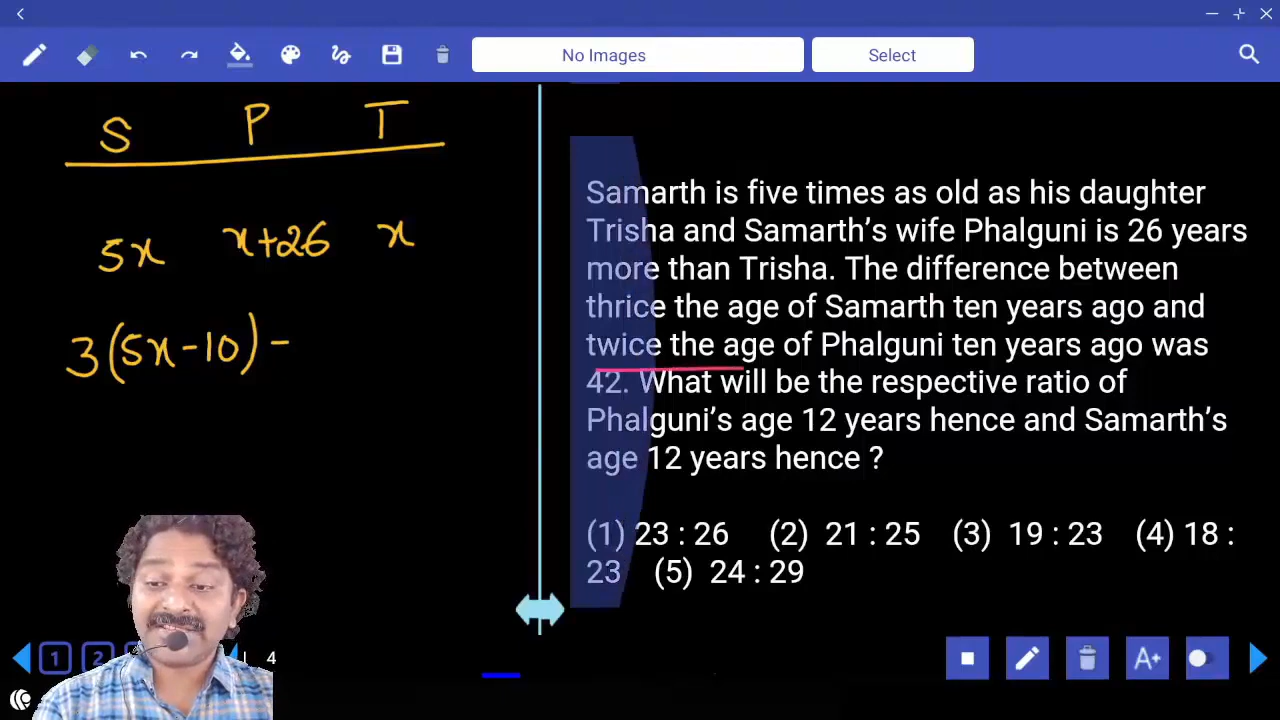 No Images
Select
S P T
5x x+26 x
3(5x-10) -
Samarth is five times as old as his daughter
Trisha and Samarth's wife Phalguni is 26 years
more than Trisha. The difference between
thrice the age of Samarth ten years ago and
twice the age of Phalguni ten years ago was
42. What will be the respective ratio of
Phalguni's age 12 years hence and Samarth's
age 12 years hence ?
(1) 23 : 26 (2) 21 : 25 (3) 19 : 23 (4) 18 :
23 (5) 24 : 29
1 2 4
A+